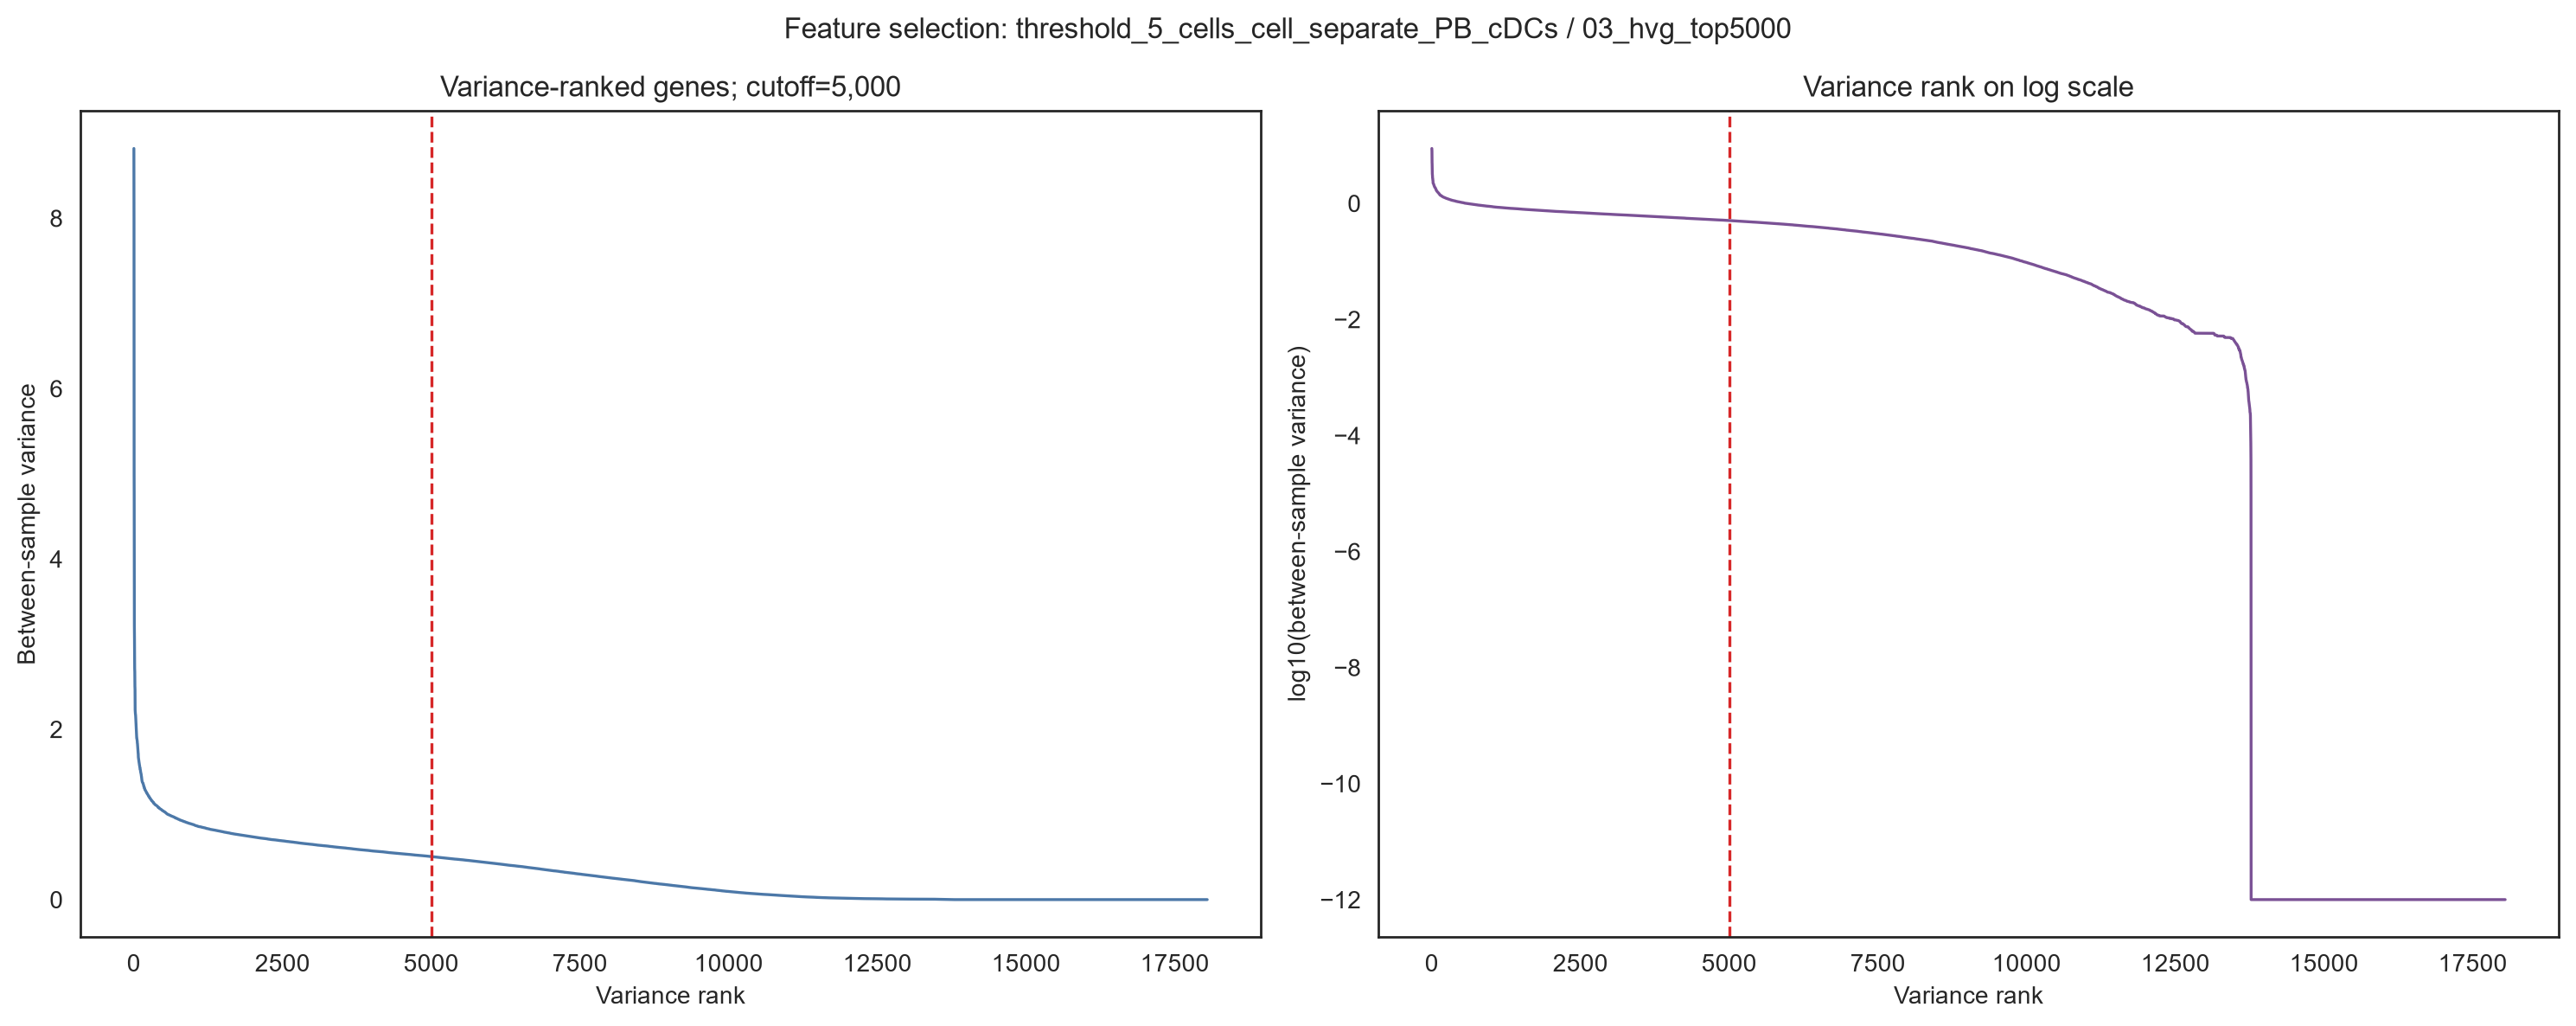 Feature selection: threshold_5_cells_cell_separate_PB_cDCs / 03_hvg_top5000
Variance-ranked genes; cutoff=5,000
Between-sample variance
8
6
4
2
0
0 2500 5000 7500 10000 12500 15000 17500
Variance rank
Variance rank on log scale
log10(between-sample variance)
0
−2
−4
−6
−8
−10
−12
0 2500 5000 7500 10000 12500 15000 17500
Variance rank